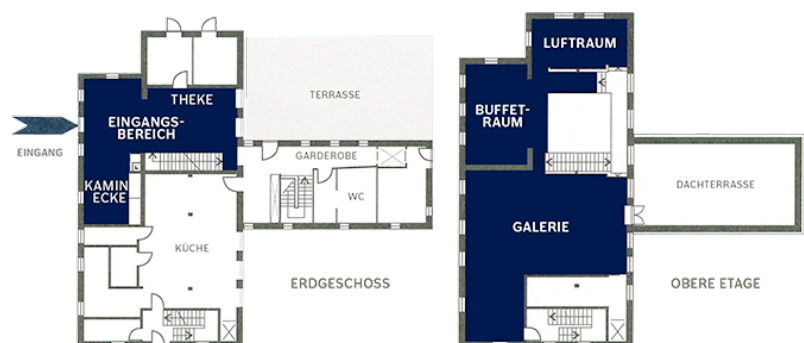 THEKE
EINGANGS-
BEREICH
EINGANG
KAMIN
ECKE
TERRASSE
GARDEROBE
WC
KÜCHE
ERDGESCHOSS
LUFTRAUM
BUFFET-
RAUM
GALERIE
DACHTERRASSE
OBERE ETAGE